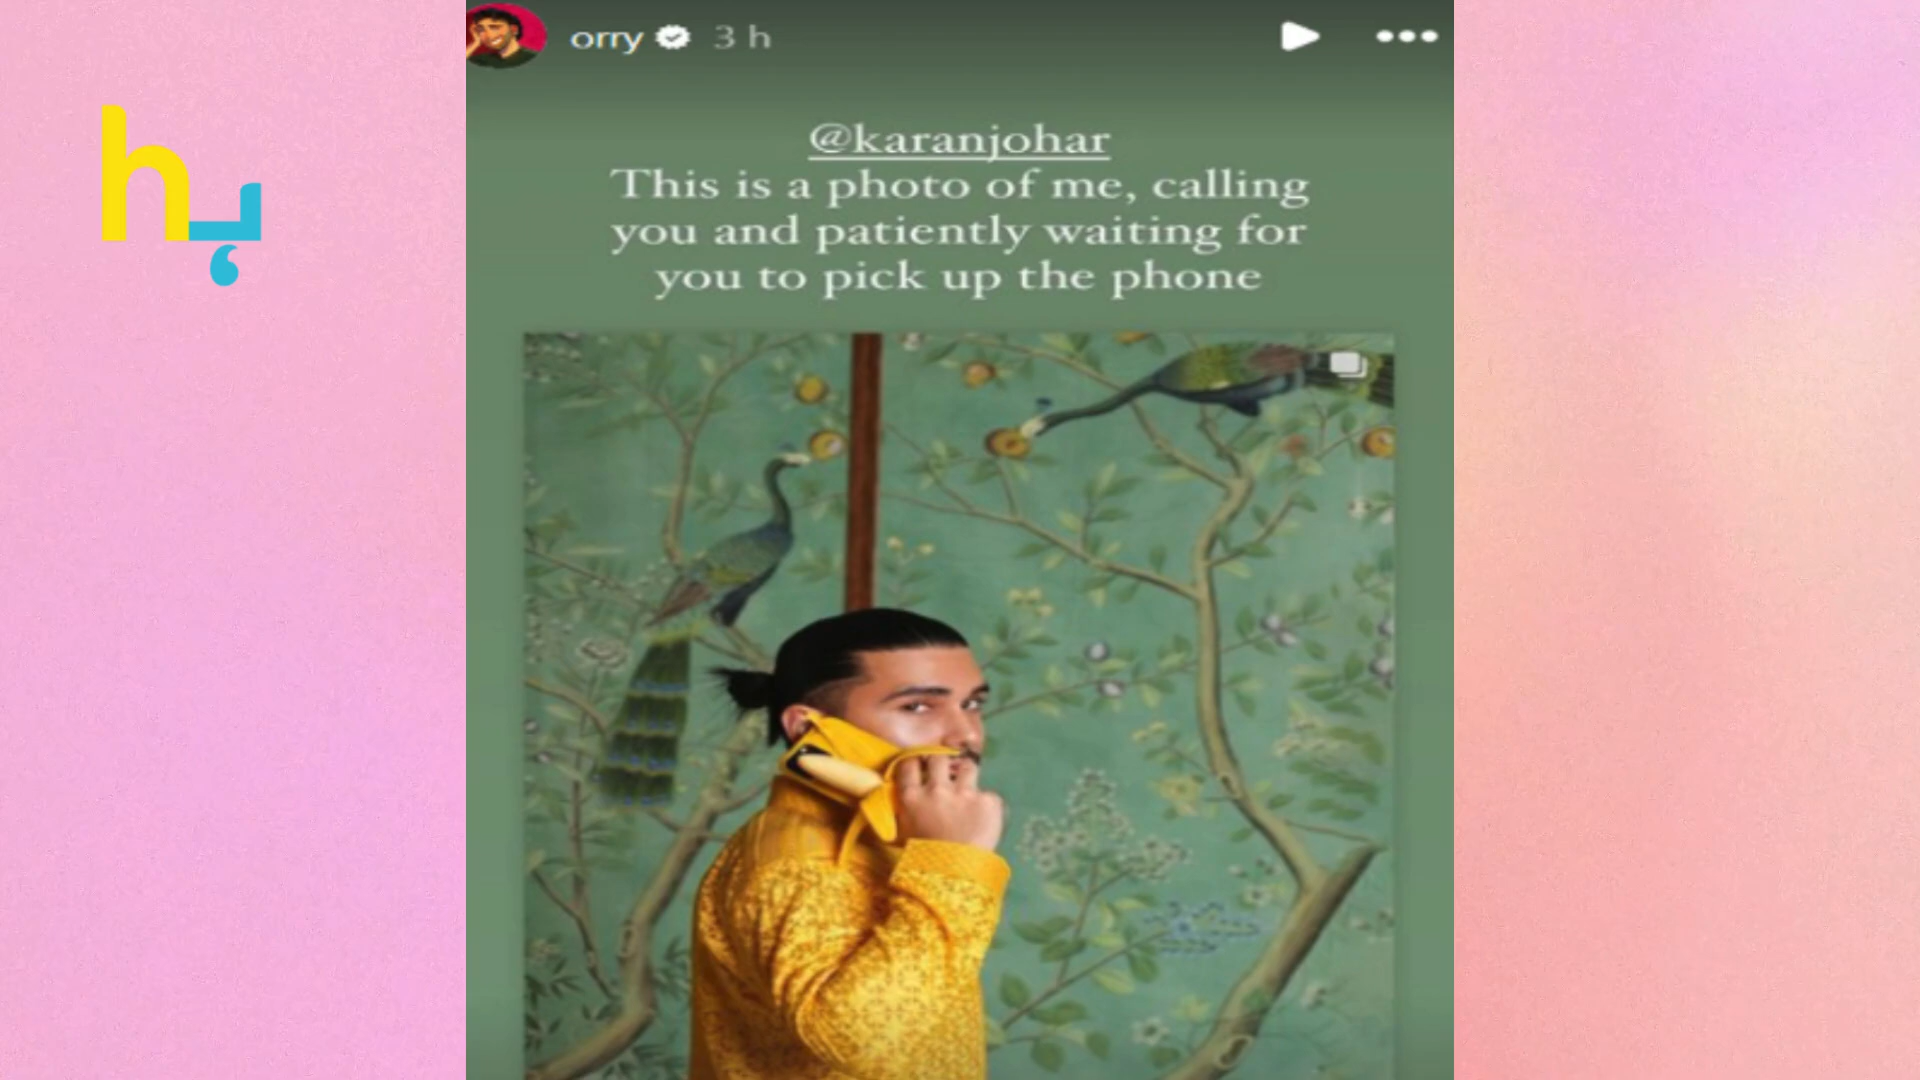 orry 3 h
@karanjohar
This is a photo of me, calling
you and patiently waiting for
you to pick up the phone